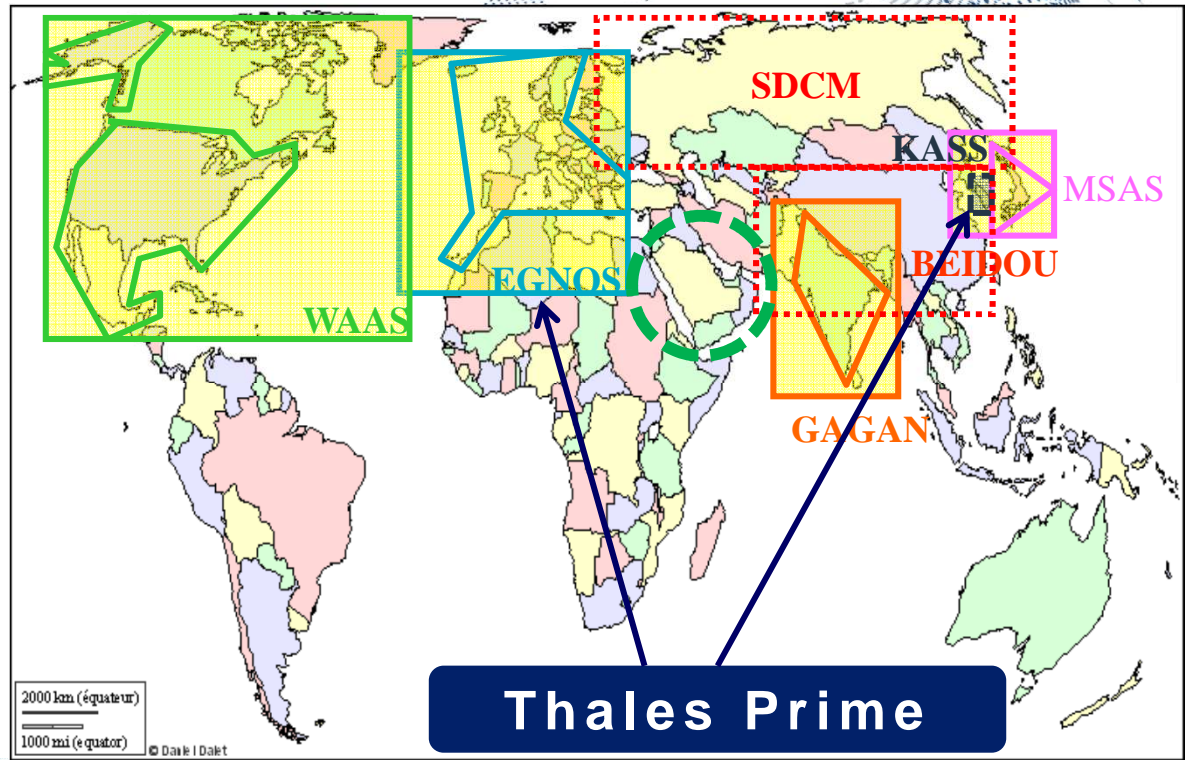 SDCM
KASS
MSAS
EGNOS
BEIDOU
WAAS
GAGAN
Thales Prime
2000 km (équateur)
1000 mi (equator)
© Daniel Dalet